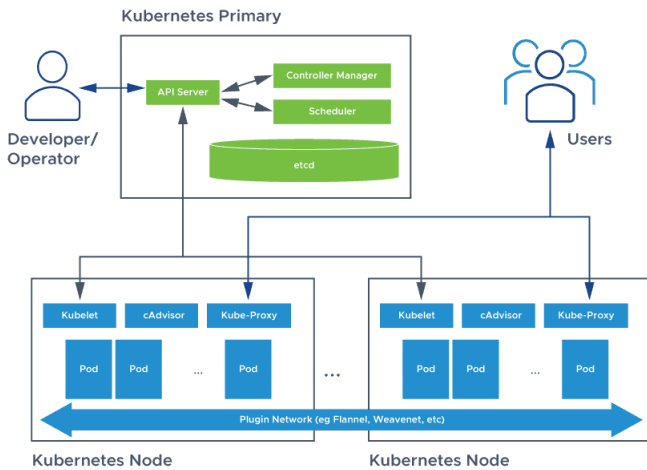 Kubernetes Primary
API Server
Controller Manager
Scheduler
etcd
Developer/
Operator
Users
Kubelet
cAdvisor
Kube-Proxy
Pod
Pod
...
Pod
...
Kubelet
cAdvisor
Kube-Proxy
Pod
Pod
...
Pod
Plugin Network (eg Flannel, Weavenet, etc)
Kubernetes Node
Kubernetes Node